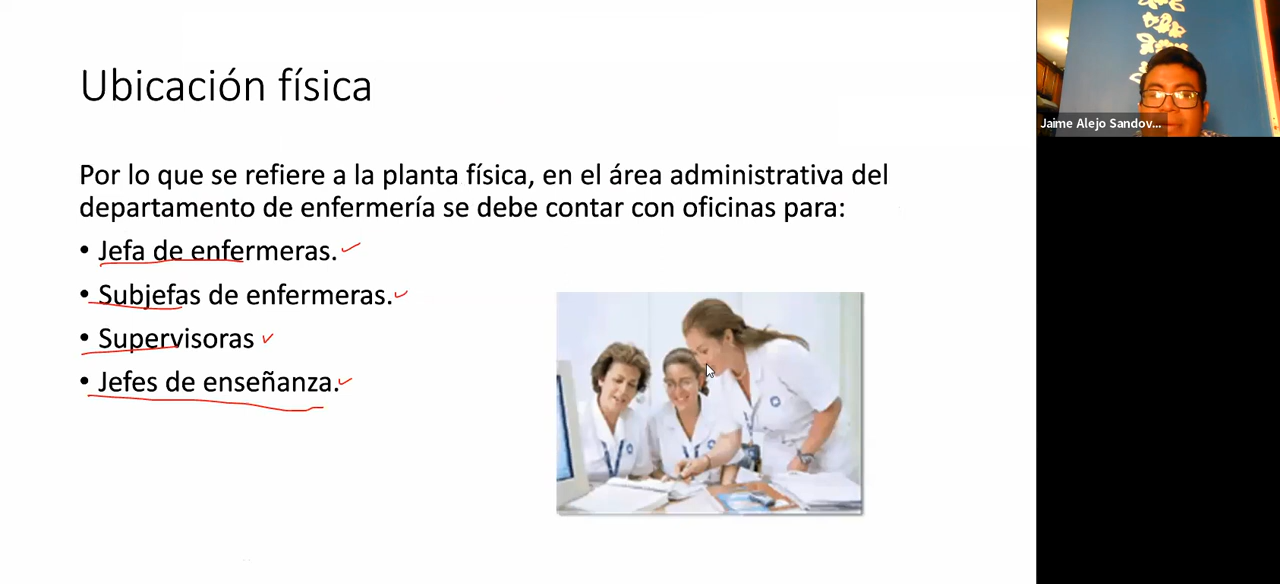 Ubicación física
Por lo que se refiere a la planta física, en el área administrativa del
departamento de enfermería se debe contar con oficinas para:
• Jefa de enfermeras.
• Subjefas de enfermeras.
• Supervisoras
• Jefes de enseñanza.
Jaime Alejo Sandov...